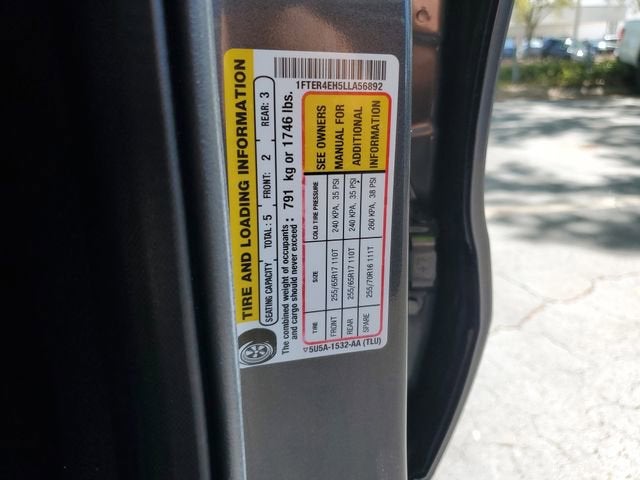 TIRE AND LOADING INFORMATION
SEATING CAPACITY TOTAL: 5 FRONT: 2 REAR: 3
The combined weight of occupants and cargo should never exceed: 791 kg or 1746 lbs.
1FTER4EH5LLA56892
TIRE SIZE COLD TIRE PRESSURE
FRONT 255/65R17 110T 240 KPA, 35 PSI
REAR 255/65R17 110T 240 KPA, 35 PSI
SPARE 255/70R16 111T 260 KPA, 38 PSI
SEE OWNERS
MANUAL FOR
ADDITIONAL
INFORMATION
5U5A-1532-AA (TLU)